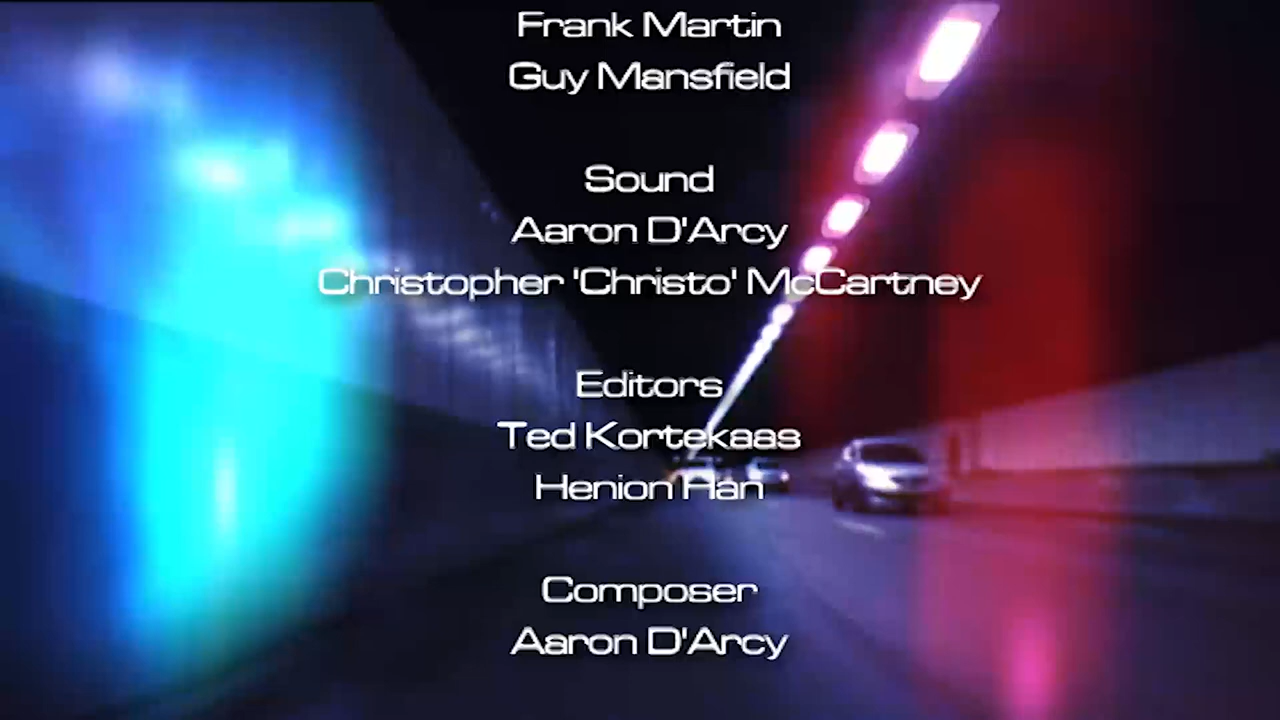 Frank Martin
Guy Mansfield
Sound
Aaron D'Arcy
Christopher 'Christo' McCartney
Editors
Ted Kortekaas
Henion Han
Composer
Aaron D'Arcy